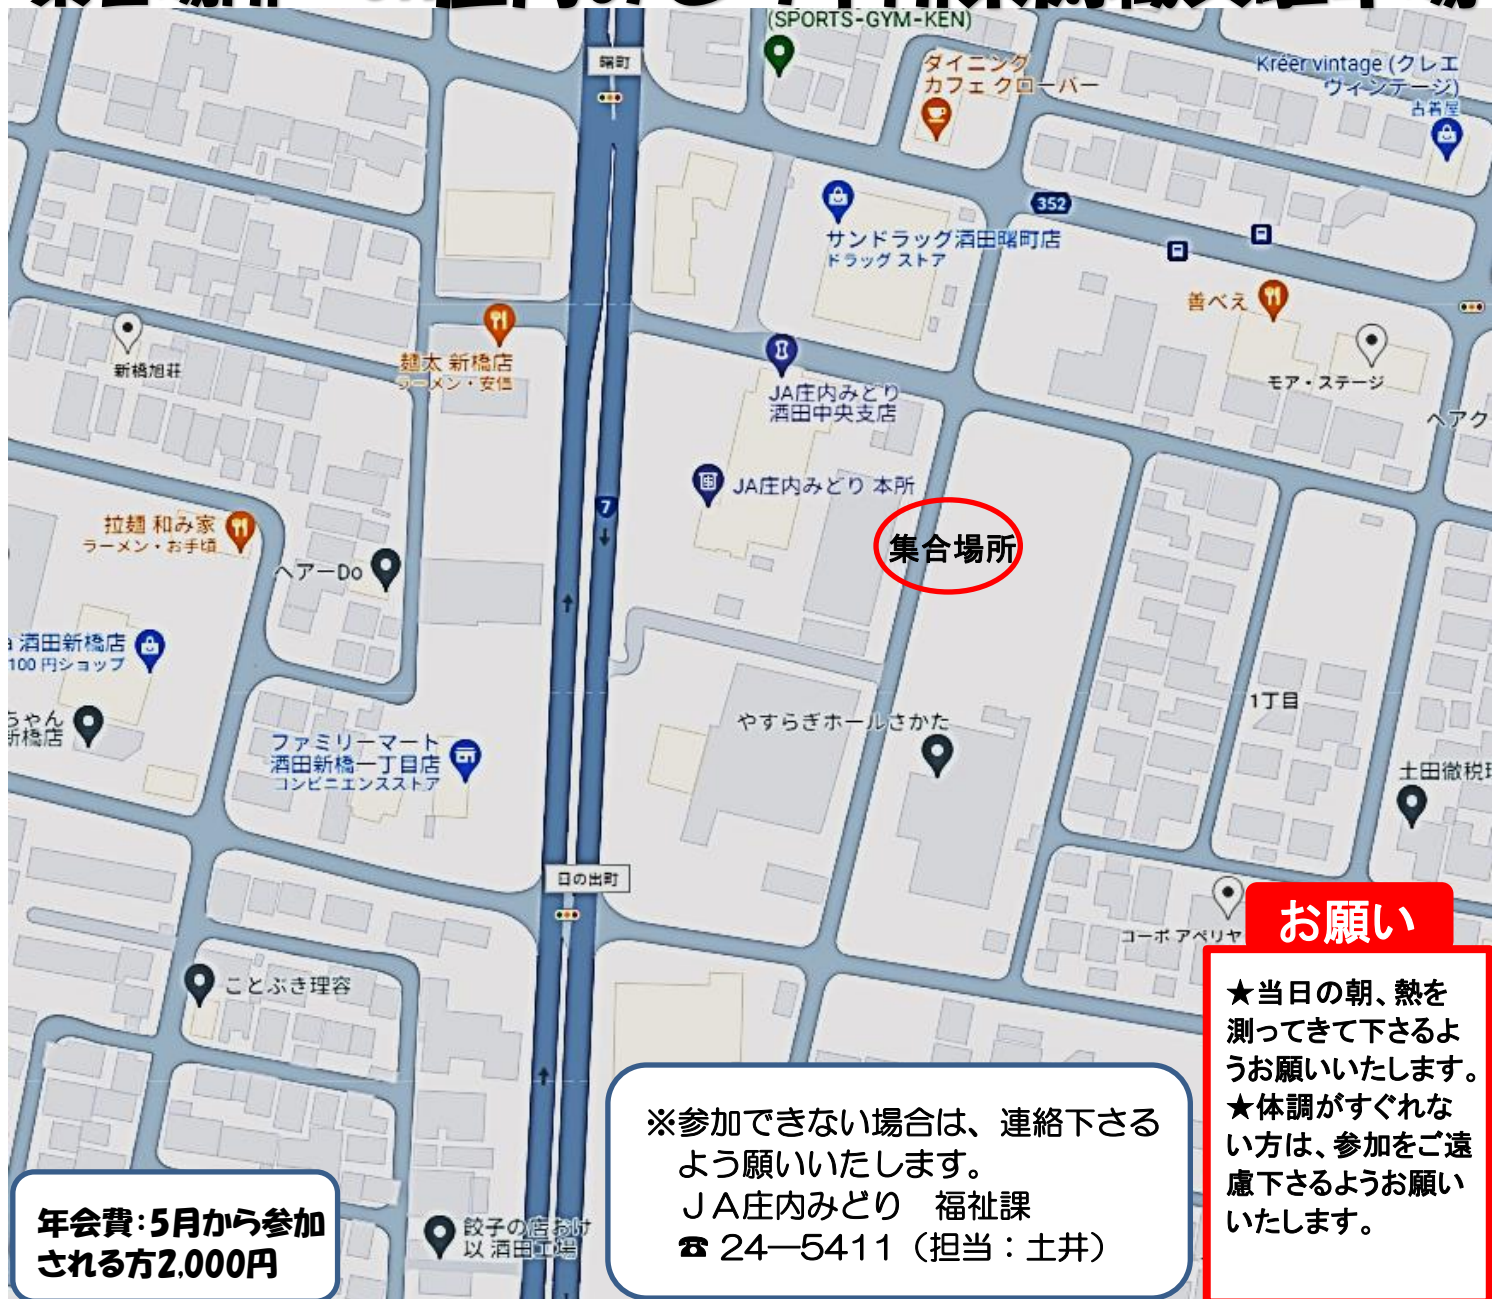 (SPORTS-GYM-KEN)
曙町
ダイニング
カフェ クローバー
Kréer vintage (クレエ
ヴィンテージ)
古着屋
352
サンドラッグ酒田曙町店
ドラッグ ストア
善べえ
麺太 新橋店
ラーメン・安価
新橋旭荘
モア・ステージ
JA庄内みどり
酒田中央支店
ヘアク
JA庄内みどり 本所
7
拉麺 和み家
ラーメン・お手頃
集合場所
ヘアーDo
酒田新橋店
100 円ショップ
ちゃん
新橋店
1丁目
やすらぎホールさかた
ファミリーマート
酒田新橋一丁目店
コンビニエンスストア
土田徹税理
日の出町
コーポ アペリヤ
ことぶき理容
お願い
★当日の朝、熱を
測ってきて下さるよ
うお願いいたします。
★体調がすぐれな
い方は、参加をご遠
慮下さるようお願い
いたします。
※参加できない場合は、連絡下さる
よう願いいたします。
ＪＡ庄内みどり　福祉課
☎ 24―5411（担当：土井）
年会費：5月から参加
される方2,000円
餃子の店おけ
以 酒田工場